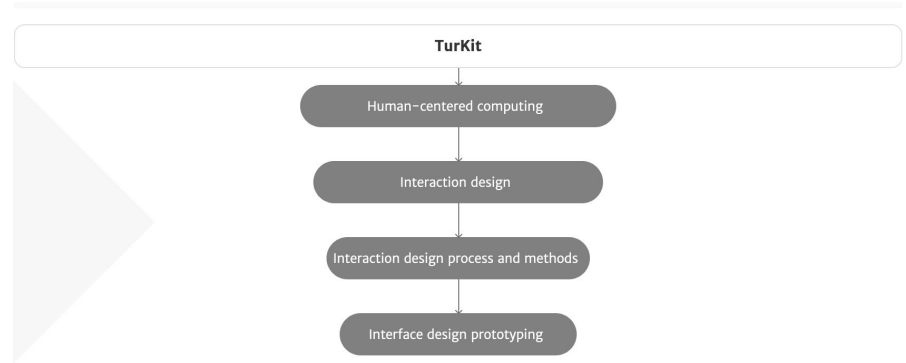 TurKit
Human-centered computing
Interaction design
Interaction design process and methods
Interface design prototyping